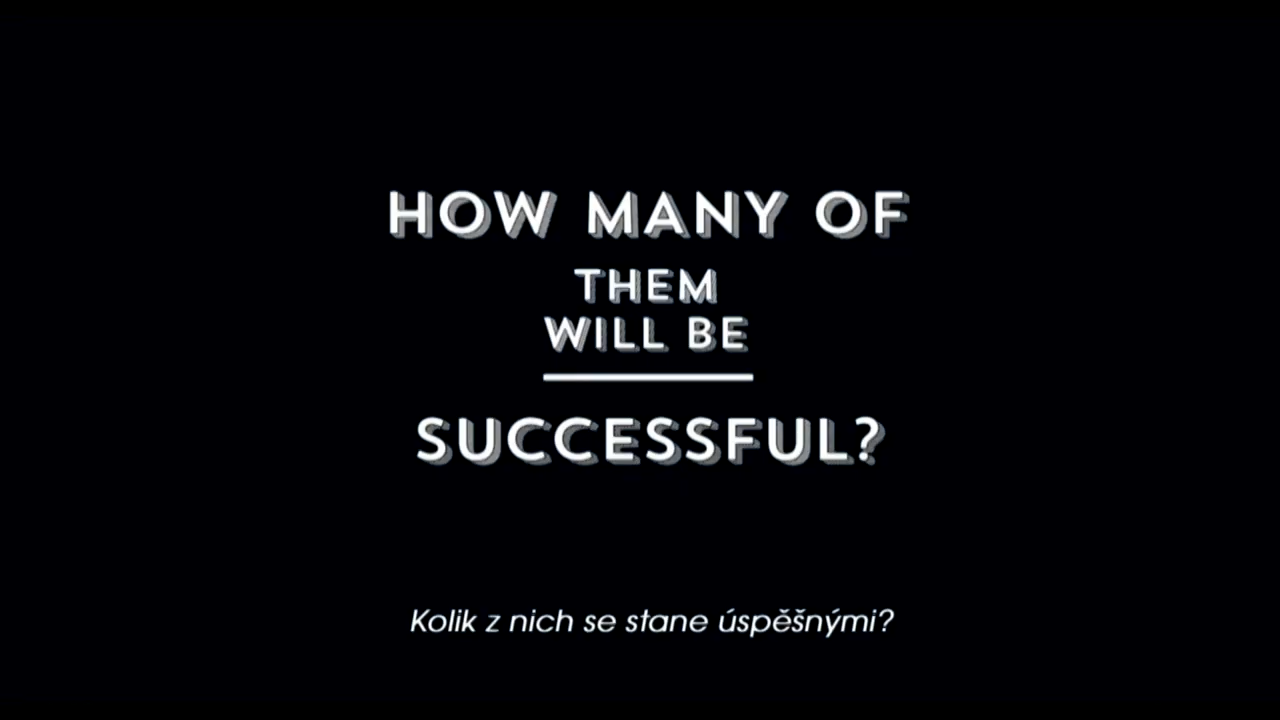 HOW MANY OF
THEM
WILL BE
SUCCESSFUL?
Kolik z nich se stane úspěšnými?